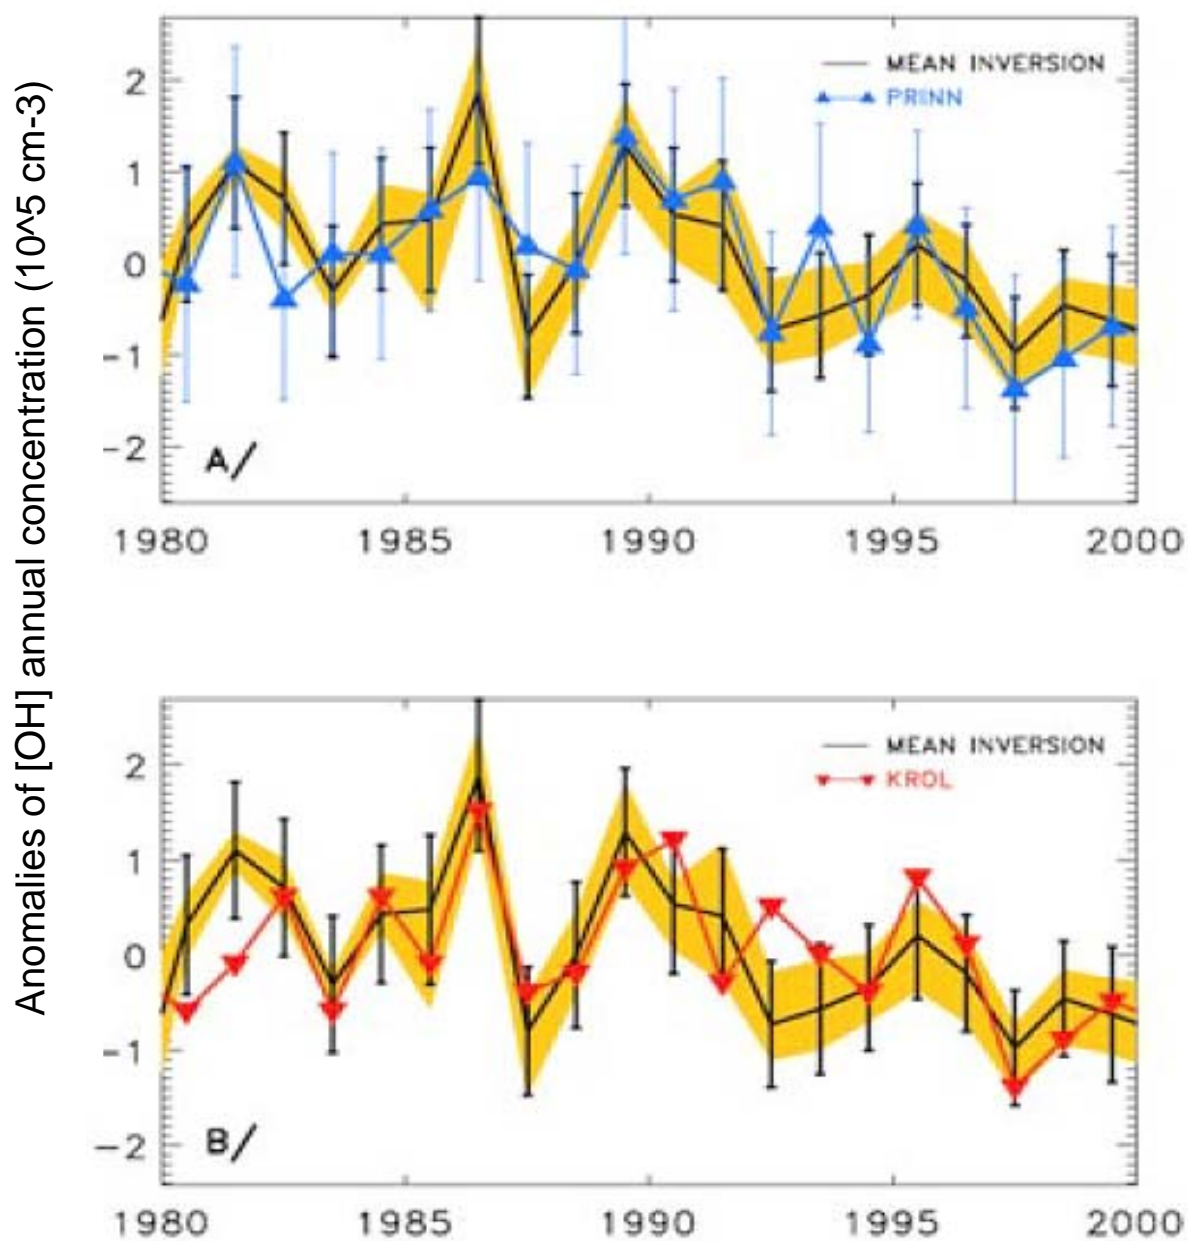 Anomalies of [OH] annual concentration (10^5 cm-3)
MEAN INVERSION
PRINN
2
1
0
-1
-2
A/
1980 1985 1990 1995 2000
MEAN INVERSION
KROL
2
1
0
-1
-2
B/
1980 1985 1990 1995 2000